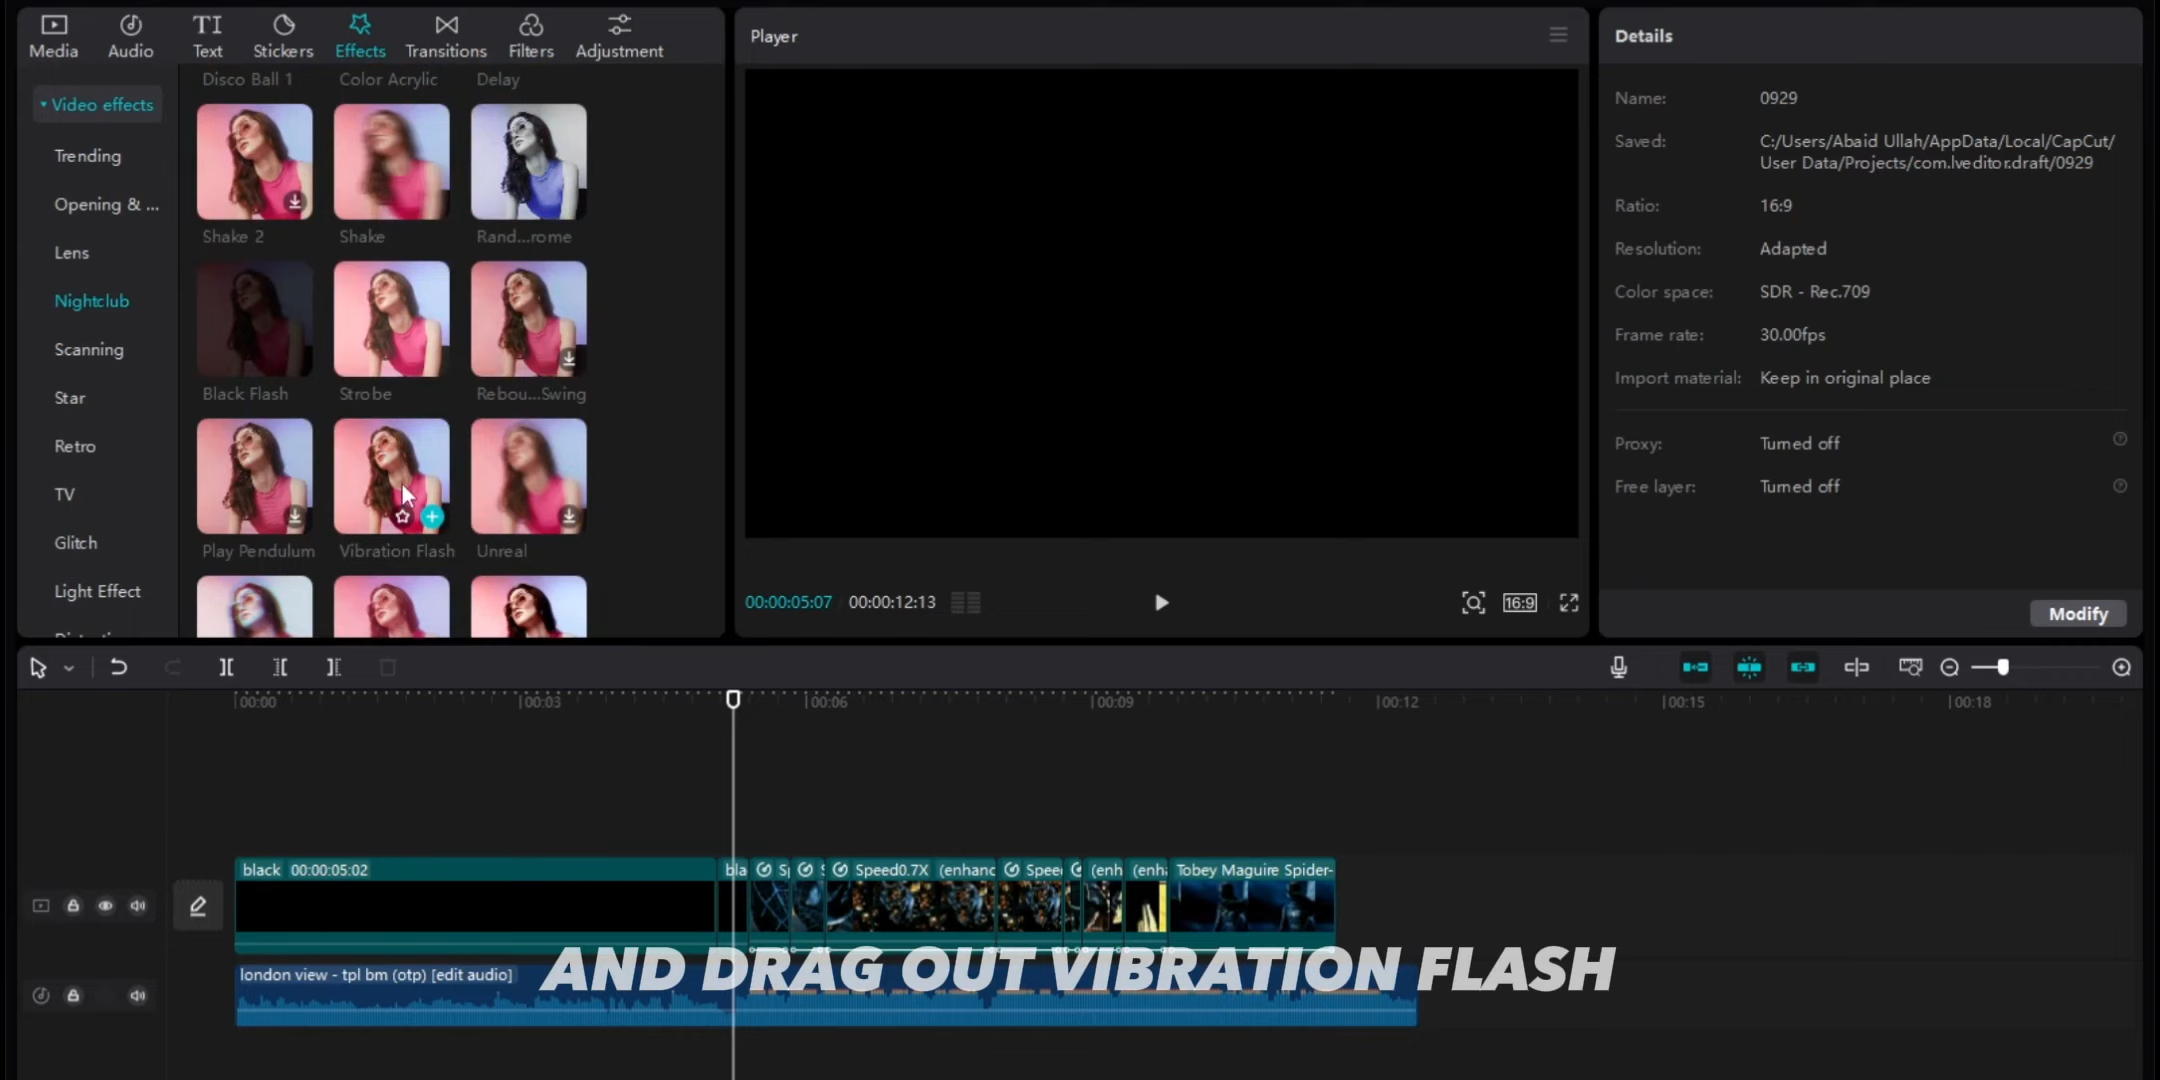 Media
Audio
TI
Text
Stickers
Effects
Transitions
Filters
Adjustment
Video effects
Trending
Opening & ...
Lens
Nightclub
Scanning
Star
Retro
TV
Glitch
Light Effect
Disco Ball 1
Color Acrylic
Delay
Shake 2
Shake
Rand...rome
Black Flash
Strobe
Rebou...Swing
Play Pendulum
Vibration Flash
Unreal
Player
00:00:05:07
00:00:12:13
16:9
Details
Name: 0929
Saved: C:/Users/Abaid Ullah/AppData/Local/CapCut/
User Data/Projects/com.lveditor.draft/0929
Ratio: 16:9
Resolution: Adapted
Color space: SDR - Rec.709
Frame rate: 30.00fps
Import material: Keep in original place
Proxy: Turned off
Free layer: Turned off
Modify
00:00
00:03
00:06
00:09
00:12
00:15
00:18
black 00:00:05:02
bla
Speed0.7X (enhanc
Speed
(enh
(enha
Tobey Maguire Spider-
london view - tpl bm (otp) [edit audio]
AND DRAG OUT VIBRATION FLASH